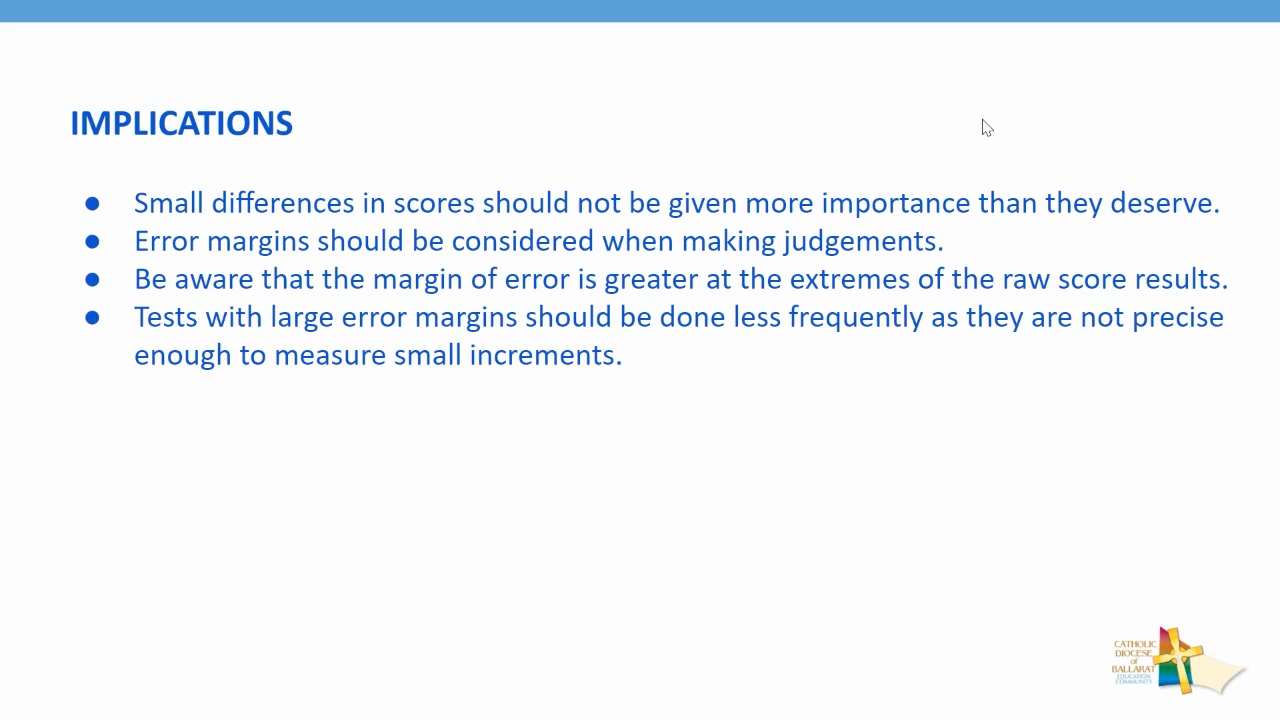 IMPLICATIONS
● Small differences in scores should not be given more importance than they deserve.
● Error margins should be considered when making judgements.
● Be aware that the margin of error is greater at the extremes of the raw score results.
● Tests with large error margins should be done less frequently as they are not precise
enough to measure small increments.
CATHOLIC
DIOCESE
of
BALLARAT
EDUCATION
COMMUNITY